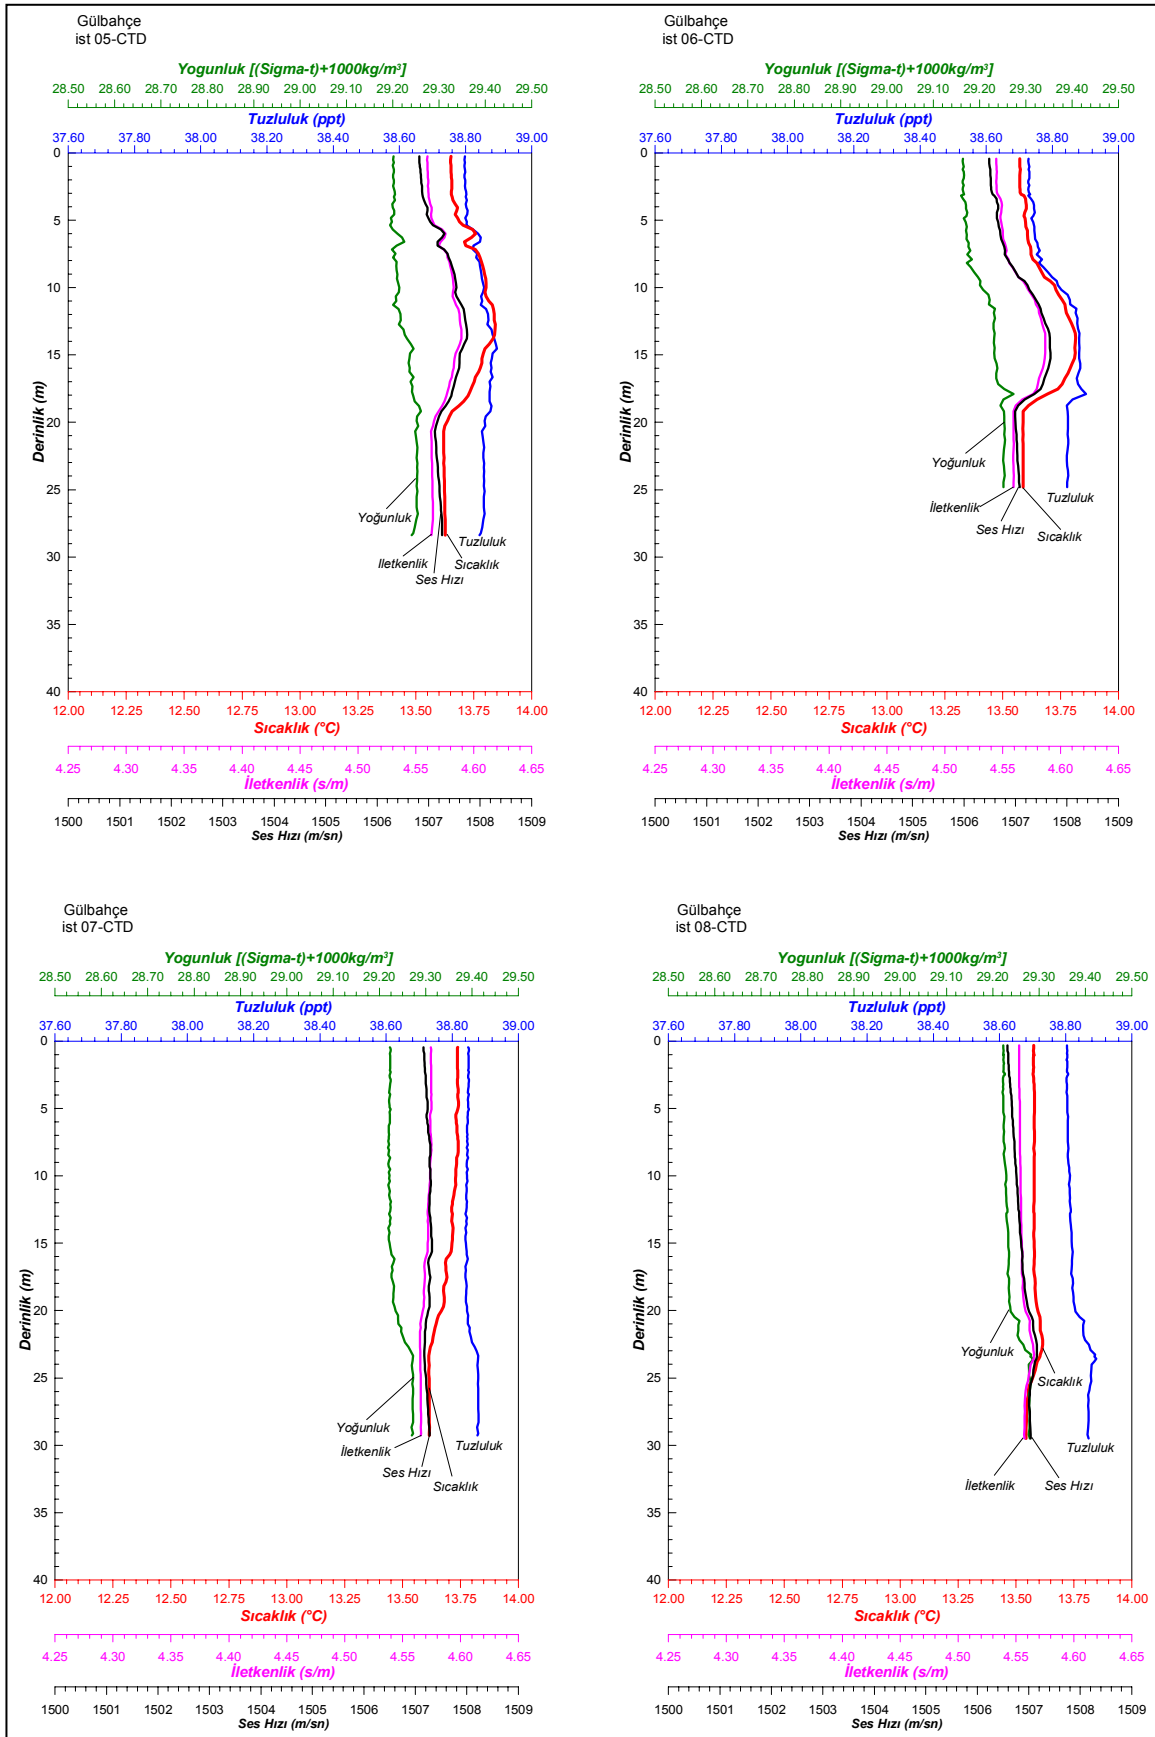 Gülbahçe
ist 05-CTD
Yogunluk [(Sigma-t)+1000kg/m³]
28.50 28.60 28.70 28.80 28.90 29.00 29.10 29.20 29.30 29.40 29.50
Tuzluluk (ppt)
37.60 37.80 38.00 38.20 38.40 38.60 38.80 39.00
0
5
10
15
20
25
30
35
40
Derinlik (m)
Yoğunluk
Iletkenlik
Ses Hızı
Tuzluluk
Sıcaklık
12.00 12.25 12.50 12.75 13.00 13.25 13.50 13.75 14.00
Sıcaklık (°C)
4.25 4.30 4.35 4.40 4.45 4.50 4.55 4.60 4.65
İletkenlik (s/m)
1500 1501 1502 1503 1504 1505 1506 1507 1508 1509
Ses Hızı (m/sn)
Gülbahçe
ist 06-CTD
Yogunluk [(Sigma-t)+1000kg/m³]
28.50 28.60 28.70 28.80 28.90 29.00 29.10 29.20 29.30 29.40 29.50
Tuzluluk (ppt)
37.60 37.80 38.00 38.20 38.40 38.60 38.80 39.00
0
5
10
15
20
25
30
35
40
Derinlik (m)
Yoğunluk
İletkenlik
Ses Hızı
Tuzluluk
Sıcaklık
12.00 12.25 12.50 12.75 13.00 13.25 13.50 13.75 14.00
Sıcaklık (°C)
4.25 4.30 4.35 4.40 4.45 4.50 4.55 4.60 4.65
İletkenlik (s/m)
1500 1501 1502 1503 1504 1505 1506 1507 1508 1509
Ses Hızı (m/sn)
Gülbahçe
ist 07-CTD
Yogunluk [(Sigma-t)+1000kg/m³]
28.50 28.60 28.70 28.80 28.90 29.00 29.10 29.20 29.30 29.40 29.50
Tuzluluk (ppt)
37.60 37.80 38.00 38.20 38.40 38.60 38.80 39.00
0
5
10
15
20
25
30
35
40
Derinlik (m)
Yoğunluk
İletkenlik
Ses Hızı
Tuzluluk
Sıcaklık
12.00 12.25 12.50 12.75 13.00 13.25 13.50 13.75 14.00
Sıcaklık (°C)
4.25 4.30 4.35 4.40 4.45 4.50 4.55 4.60 4.65
İletkenlik (s/m)
1500 1501 1502 1503 1504 1505 1506 1507 1508 1509
Ses Hızı (m/sn)
Gülbahçe
ist 08-CTD
Yogunluk [(Sigma-t)+1000kg/m³]
28.50 28.60 28.70 28.80 28.90 29.00 29.10 29.20 29.30 29.40 29.50
Tuzluluk (ppt)
37.60 37.80 38.00 38.20 38.40 38.60 38.80 39.00
0
5
10
15
20
25
30
35
40
Derinlik (m)
Yoğunluk
Sıcaklık
Tuzluluk
İletkenlik
Ses Hızı
12.00 12.25 12.50 12.75 13.00 13.25 13.50 13.75 14.00
Sıcaklık (°C)
4.25 4.30 4.35 4.40 4.45 4.50 4.55 4.60 4.65
İletkenlik (s/m)
1500 1501 1502 1503 1504 1505 1506 1507 1508 1509
Ses Hızı (m/sn)